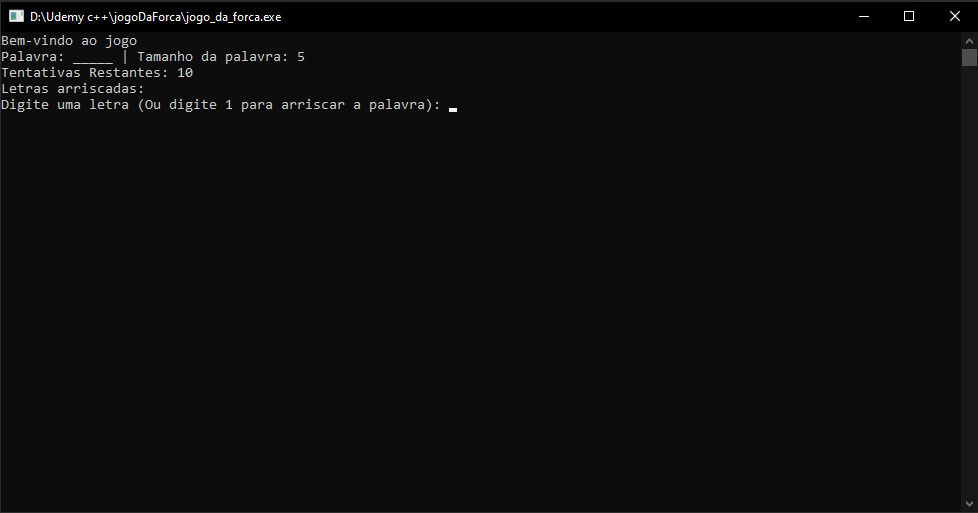 D:\Udemy c++\jogoDaForca\jogo_da_forca.exe
Bem-vindo ao jogo
Palavra: _____ | Tamanho da palavra: 5
Tentativas Restantes: 10
Letras arriscadas:
Digite uma letra (Ou digite 1 para arriscar a palavra):